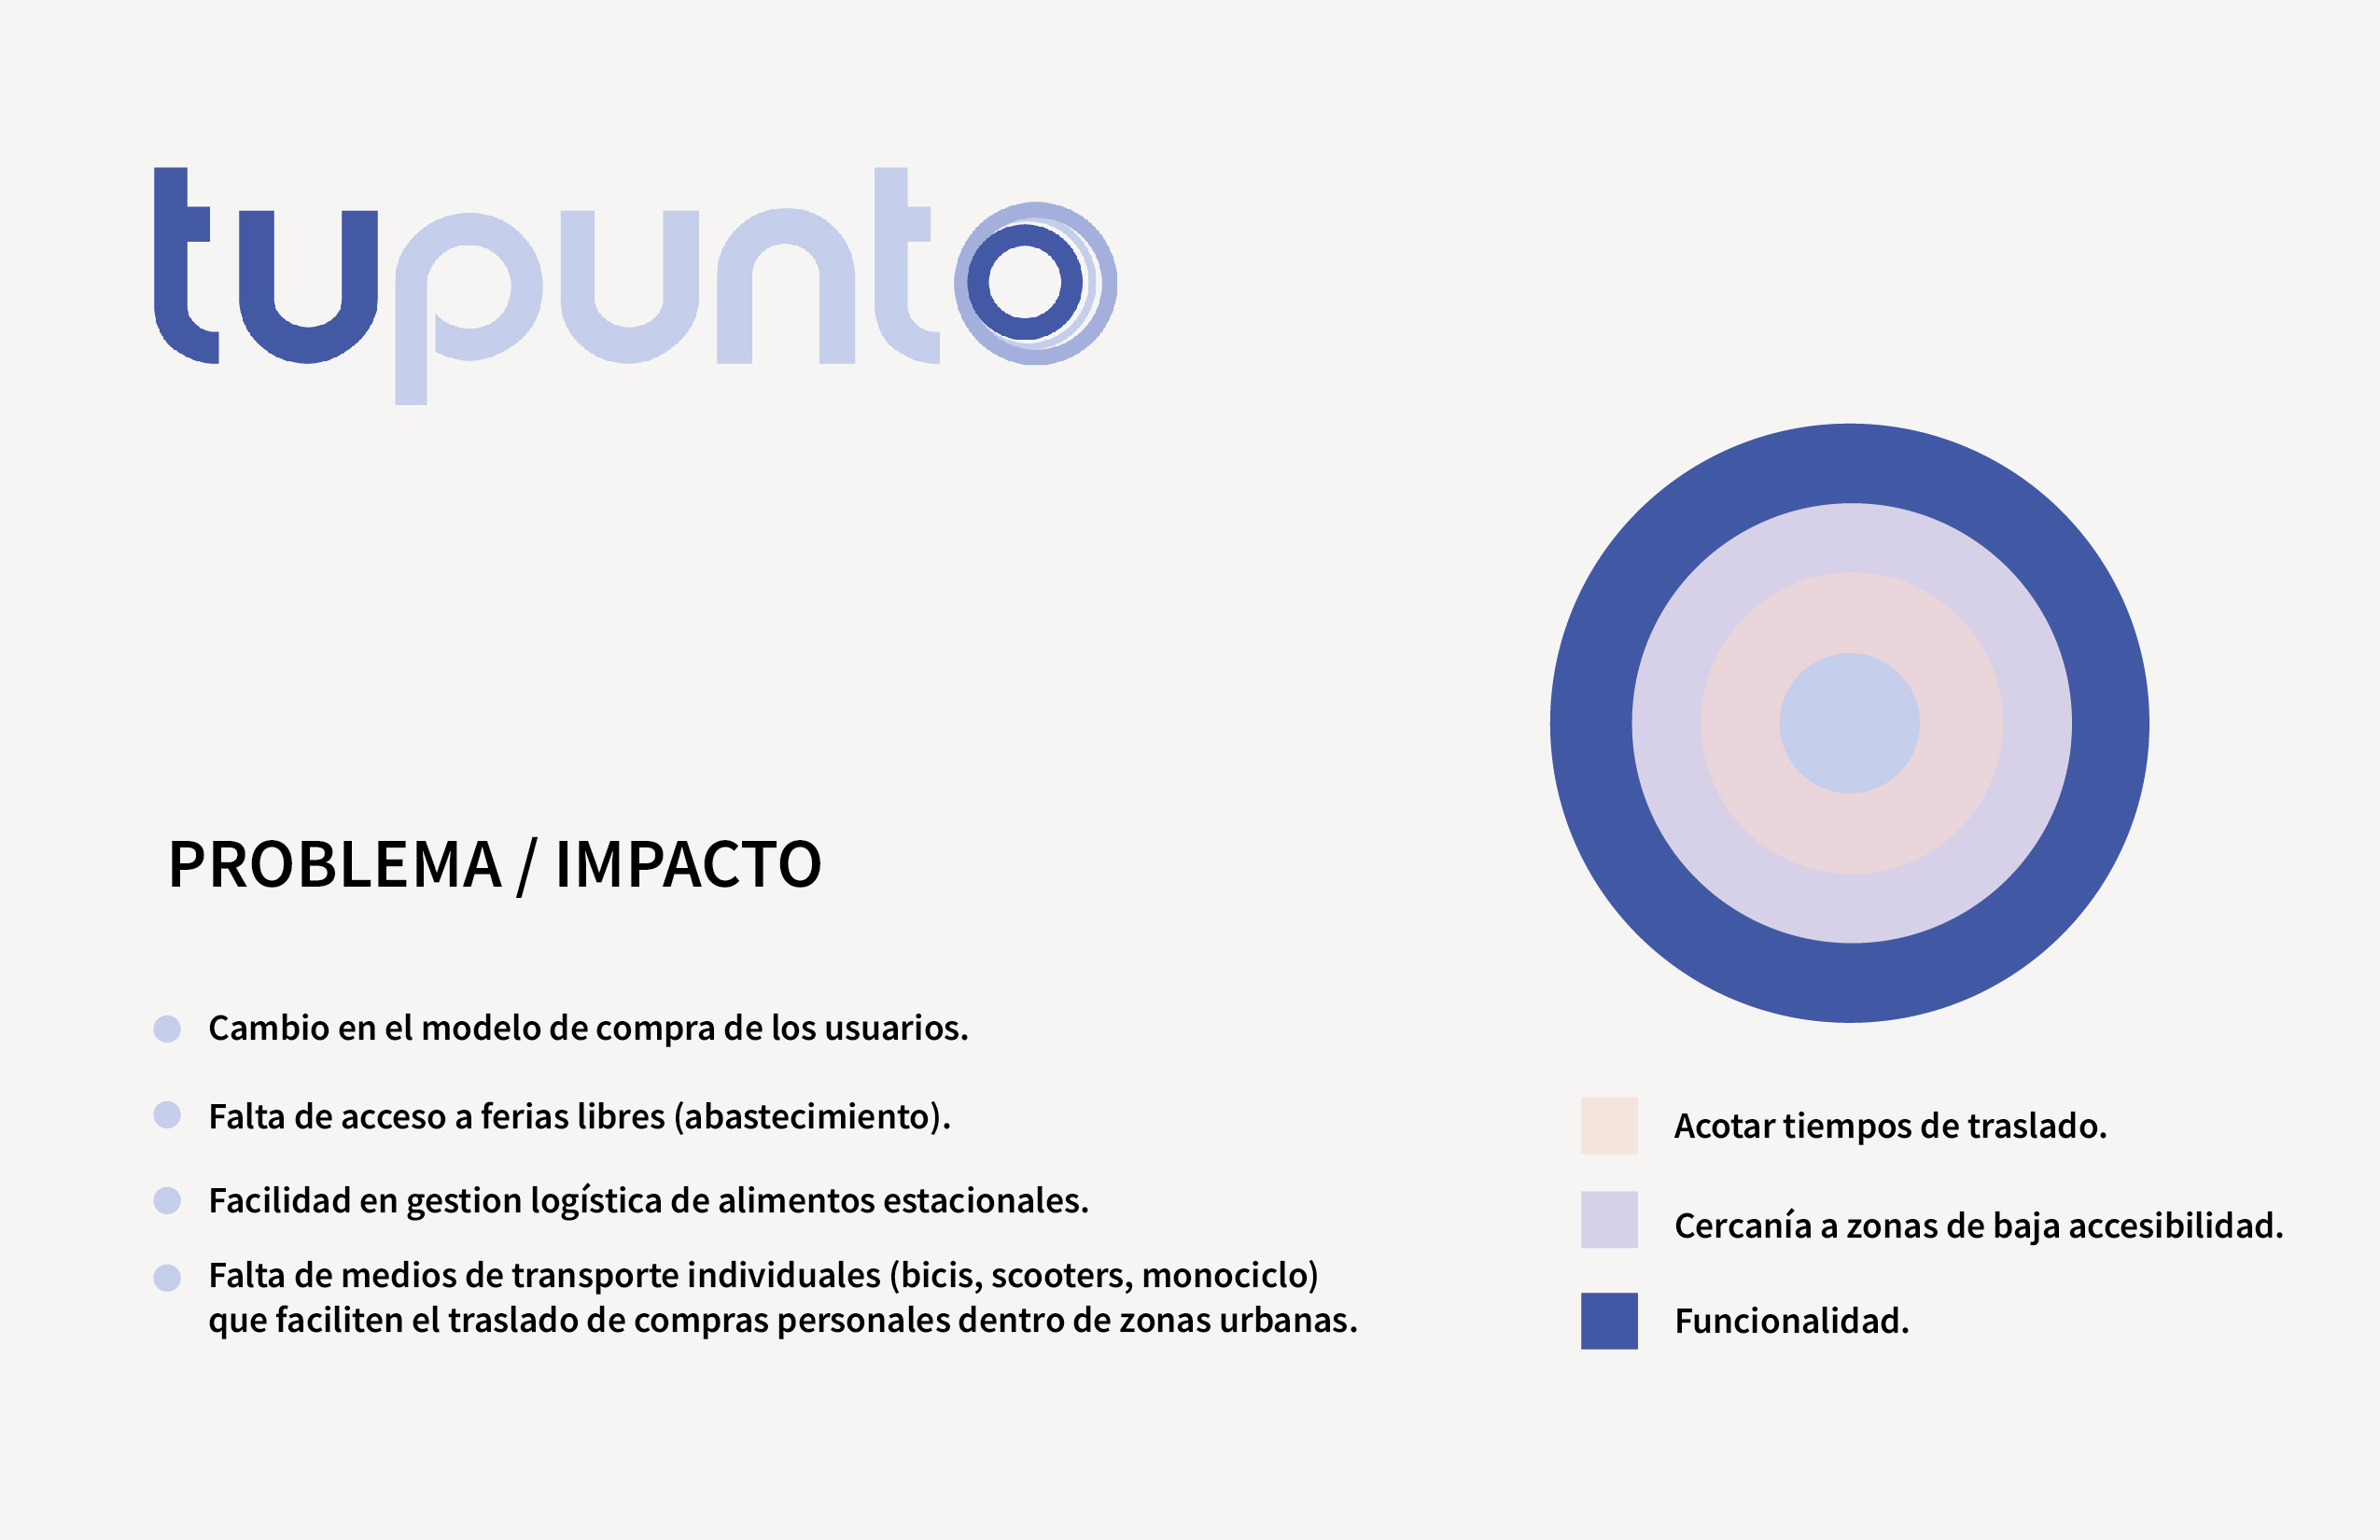 tupunto
PROBLEMA / IMPACTO
Cambio en el modelo de compra de los usuarios.
Falta de acceso a ferias libres (abastecimiento).
Facilidad en gestion logística de alimentos estacionales.
Falta de medios de transporte individuales (bicis, scooters, monociclo)
que faciliten el traslado de compras personales dentro de zonas urbanas.
Acotar tiempos de traslado.
Cercanía a zonas de baja accesibilidad.
Funcionalidad.